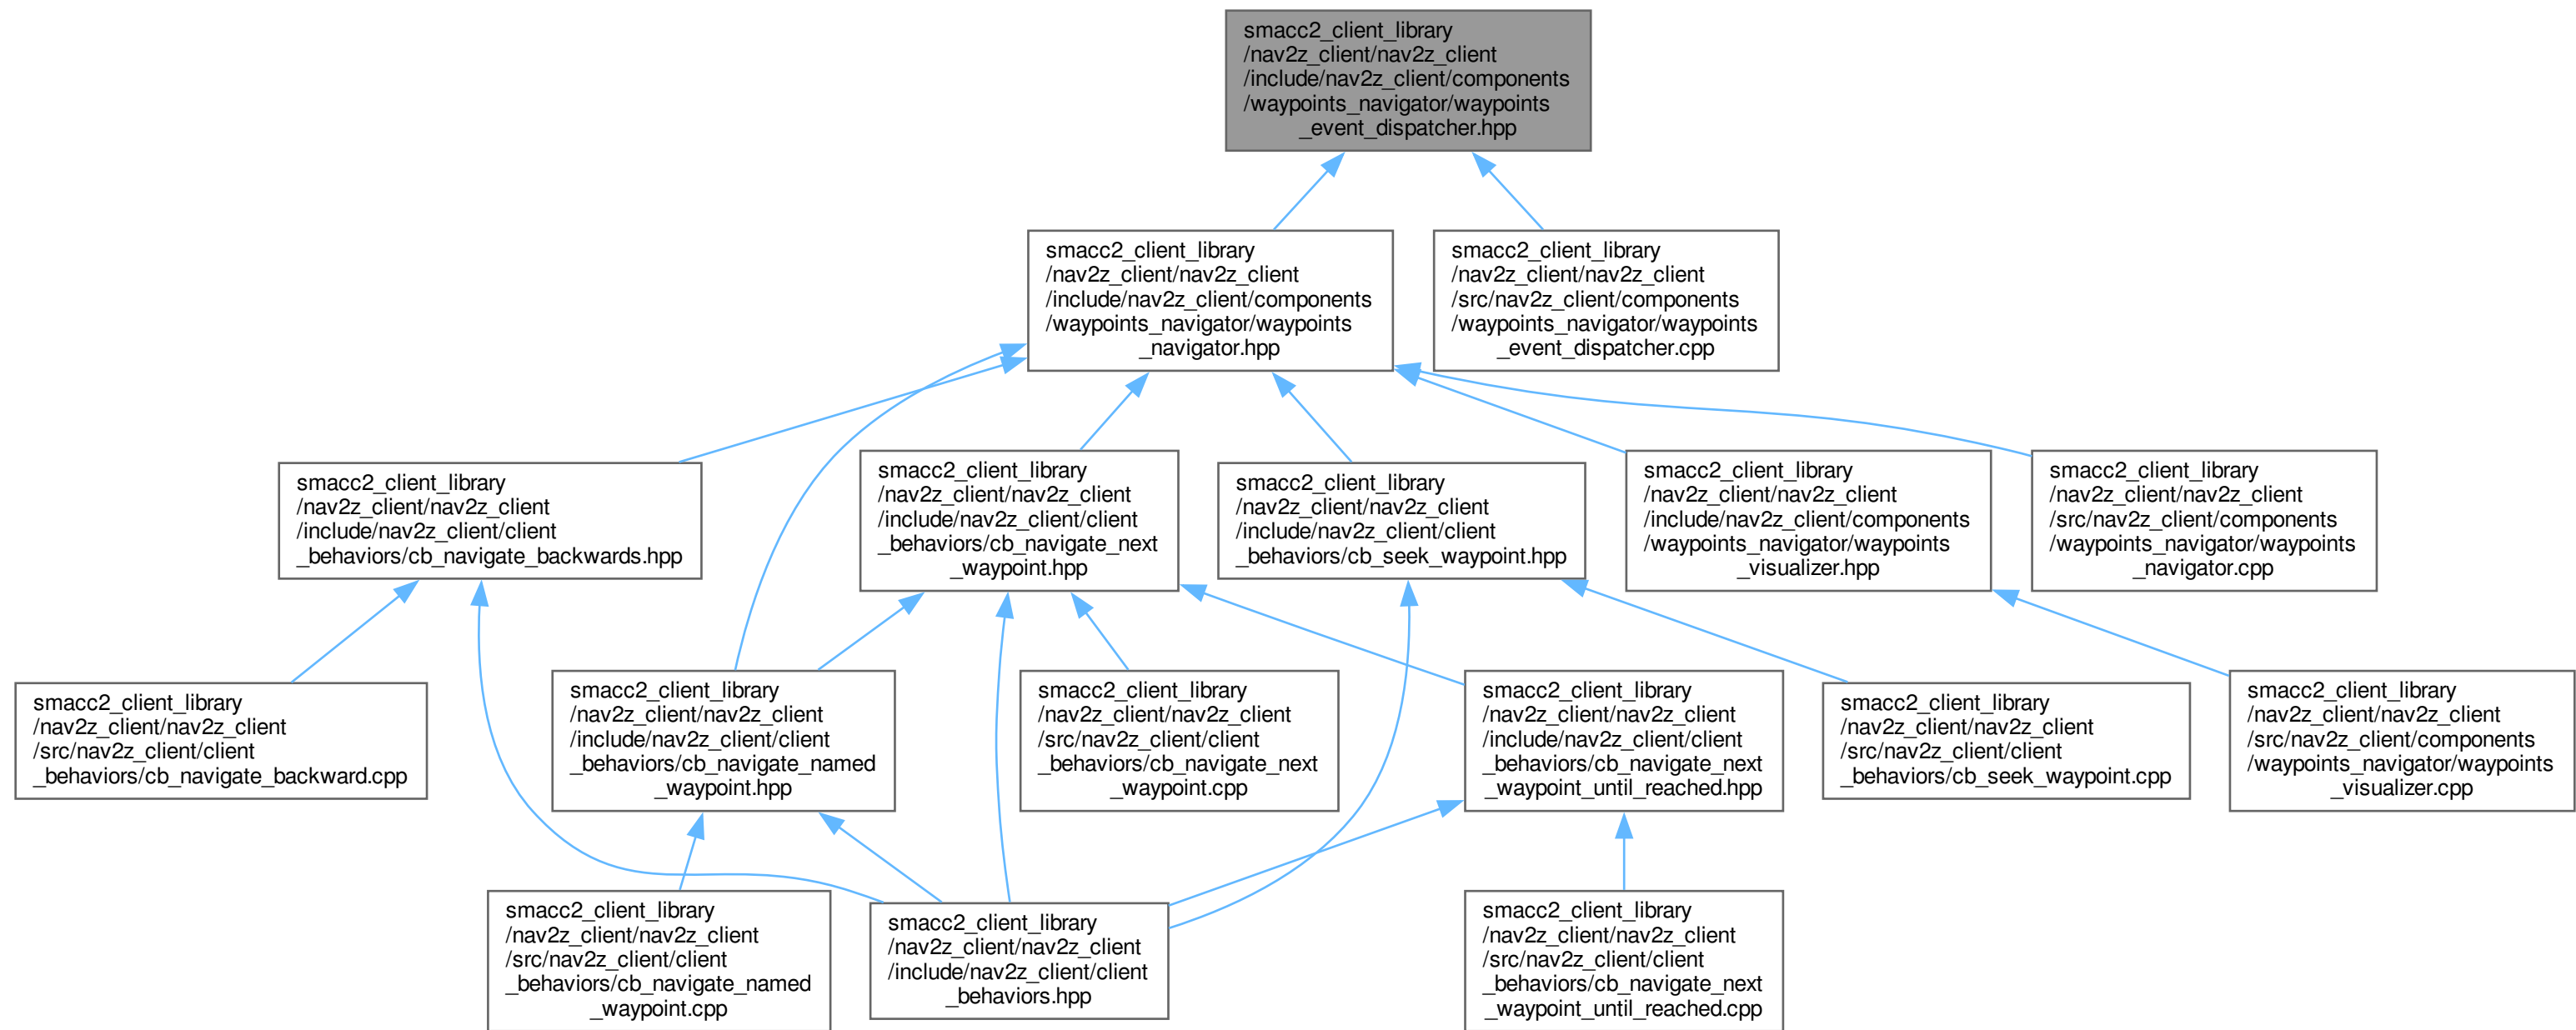 smacc2_client_library
/nav2z_client/nav2z_client
/include/nav2z_client/components
/waypoints_navigator/waypoints
_event_dispatcher.hpp
smacc2_client_library
/nav2z_client/nav2z_client
/include/nav2z_client/components
/waypoints_navigator/waypoints
_navigator.hpp
smacc2_client_library
/nav2z_client/nav2z_client
/src/nav2z_client/components
/waypoints_navigator/waypoints
_event_dispatcher.cpp
smacc2_client_library
/nav2z_client/nav2z_client
/include/nav2z_client/client
_behaviors/cb_navigate_backwards.hpp
smacc2_client_library
/nav2z_client/nav2z_client
/include/nav2z_client/client
_behaviors/cb_navigate_next
_waypoint.hpp
smacc2_client_library
/nav2z_client/nav2z_client
/include/nav2z_client/client
_behaviors/cb_seek_waypoint.hpp
smacc2_client_library
/nav2z_client/nav2z_client
/include/nav2z_client/components
/waypoints_navigator/waypoints
_visualizer.hpp
smacc2_client_library
/nav2z_client/nav2z_client
/src/nav2z_client/components
/waypoints_navigator/waypoints
_navigator.cpp
smacc2_client_library
/nav2z_client/nav2z_client
/src/nav2z_client/client
_behaviors/cb_navigate_backward.cpp
smacc2_client_library
/nav2z_client/nav2z_client
/include/nav2z_client/client
_behaviors/cb_navigate_named
_waypoint.hpp
smacc2_client_library
/nav2z_client/nav2z_client
/src/nav2z_client/client
_behaviors/cb_navigate_next
_waypoint.cpp
smacc2_client_library
/nav2z_client/nav2z_client
/include/nav2z_client/client
_behaviors/cb_navigate_next
_waypoint_until_reached.hpp
smacc2_client_library
/nav2z_client/nav2z_client
/src/nav2z_client/client
_behaviors/cb_seek_waypoint.cpp
smacc2_client_library
/nav2z_client/nav2z_client
/src/nav2z_client/components
/waypoints_navigator/waypoints
_visualizer.cpp
smacc2_client_library
/nav2z_client/nav2z_client
/src/nav2z_client/client
_behaviors/cb_navigate_named
_waypoint.cpp
smacc2_client_library
/nav2z_client/nav2z_client
/include/nav2z_client/client
_behaviors.hpp
smacc2_client_library
/nav2z_client/nav2z_client
/src/nav2z_client/client
_behaviors/cb_navigate_next
_waypoint_until_reached.cpp